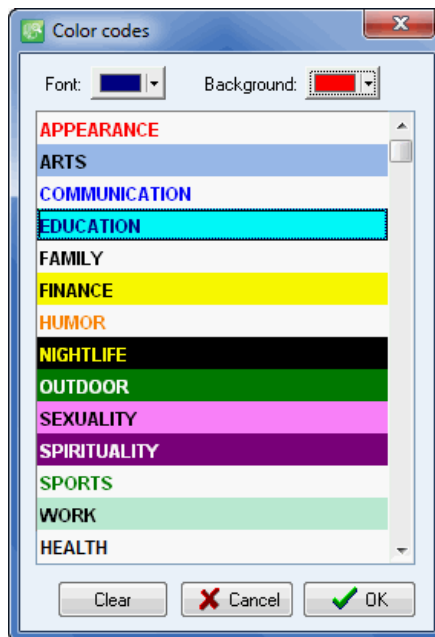 Color codes
Font: Background:
APPEARANCE
ARTS
COMMUNICATION
EDUCATION
FAMILY
FINANCE
HUMOR
NIGHTLIFE
OUTDOOR
SEXUALITY
SPIRITUALITY
SPORTS
WORK
HEALTH
Clear Cancel OK